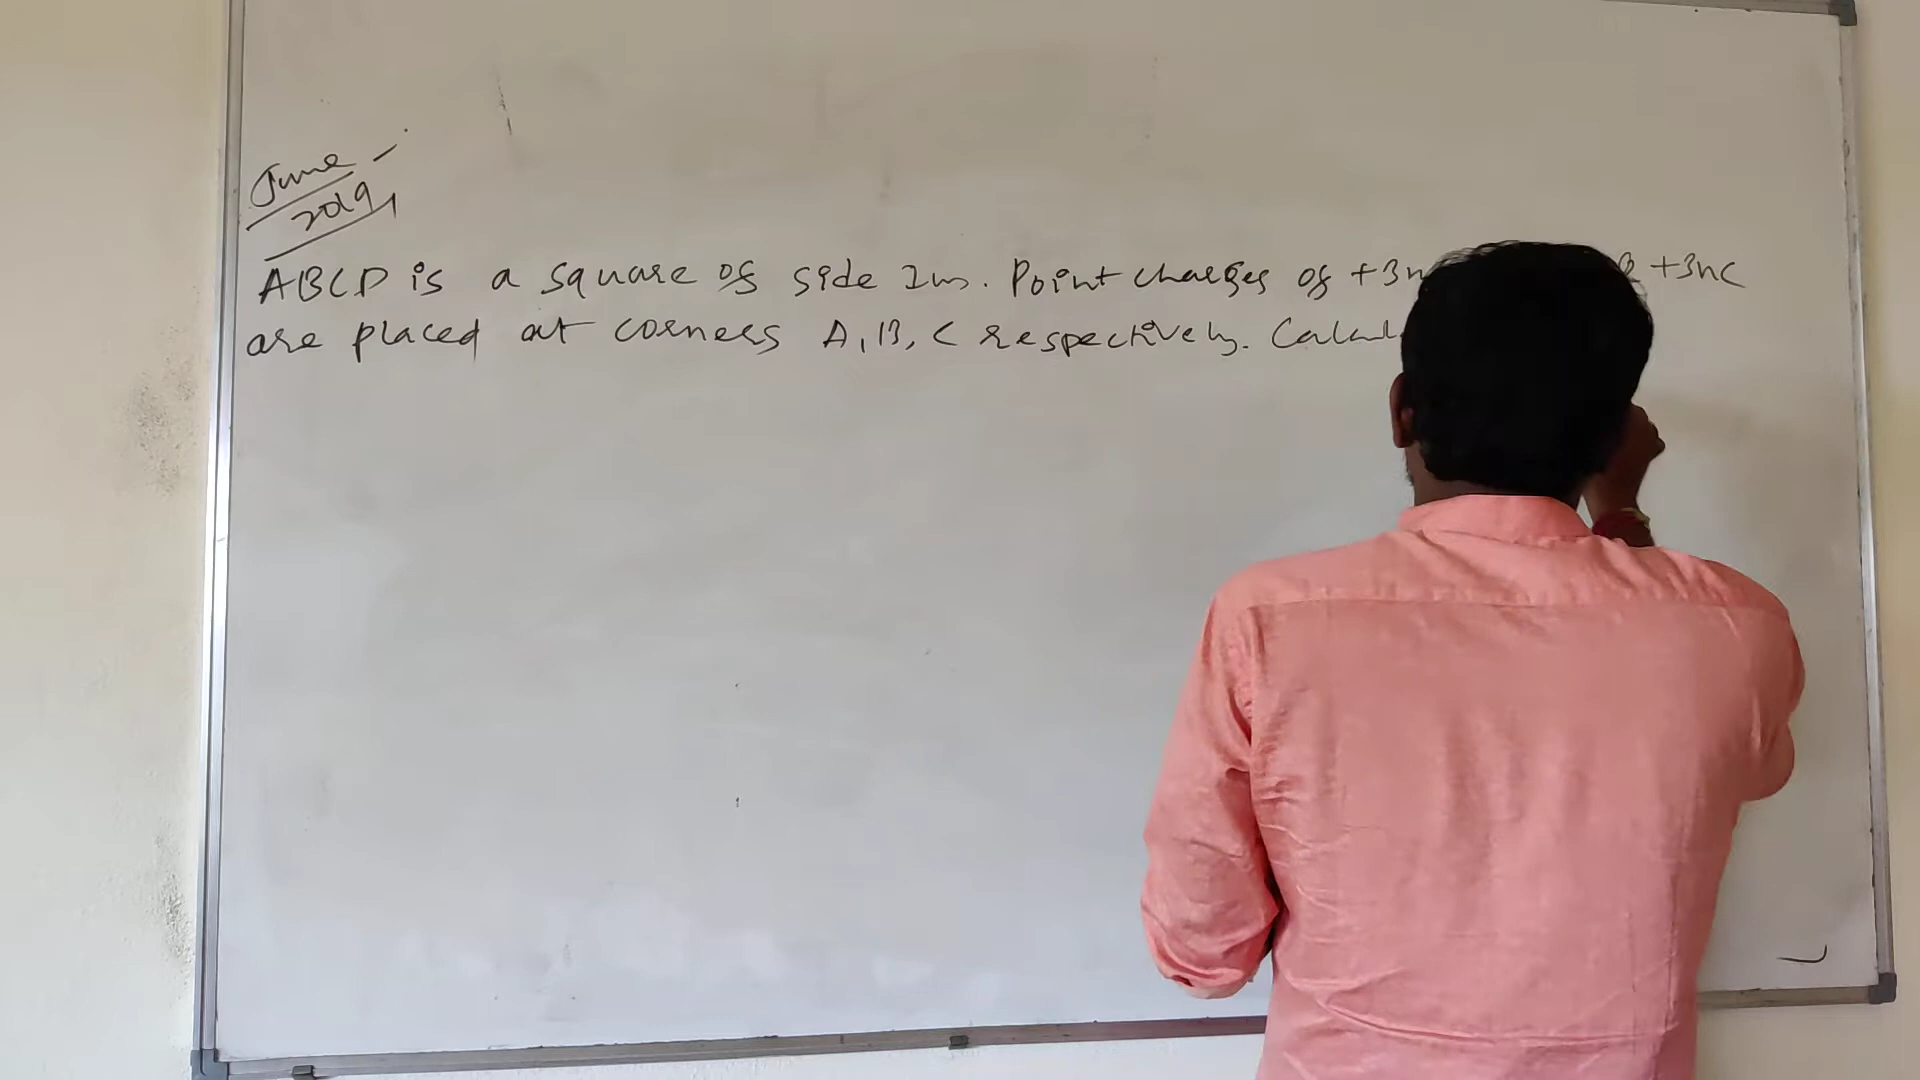 June -
2019
ABCD is a square of side 2m. Point charges of +3n & +3nC
are placed at corners A, B, C respectively. Calcul